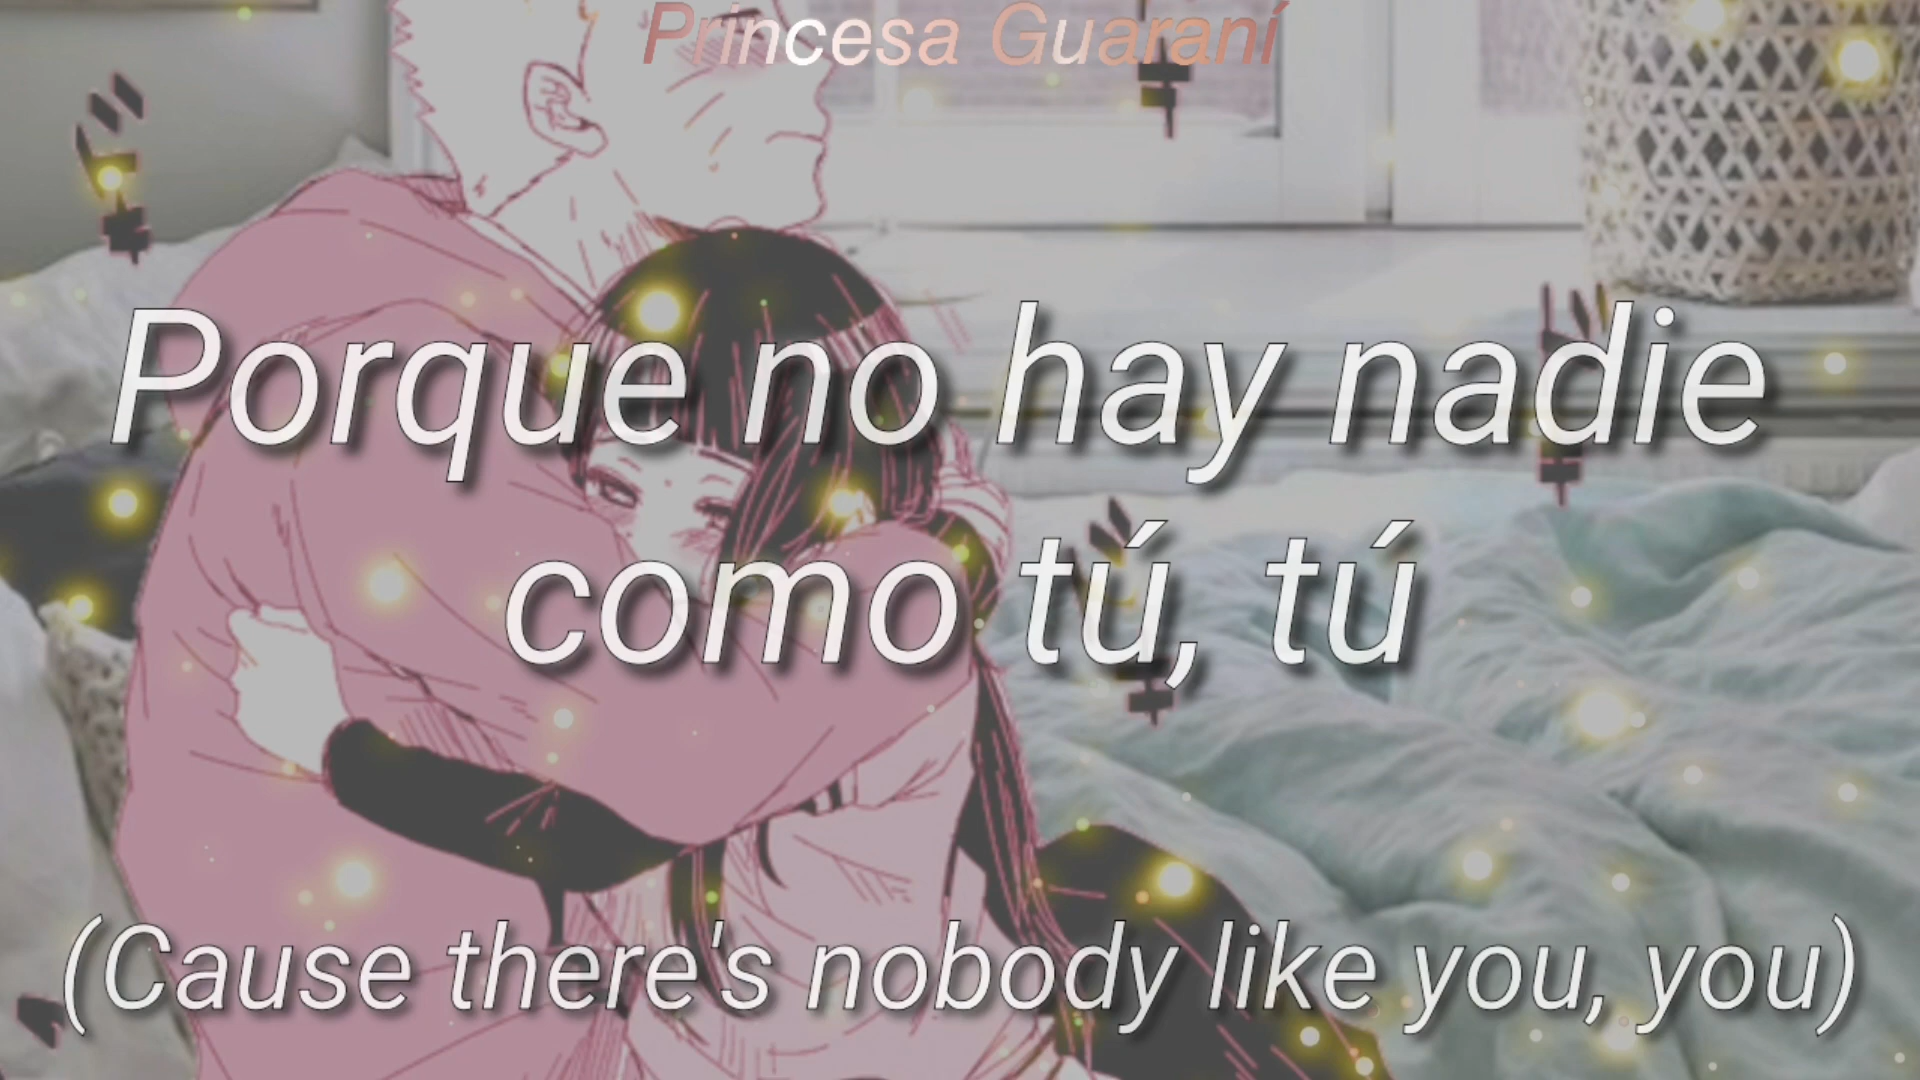 Princesa Guaraní
Porque no hay nadie
como tú, tú
(Cause there's nobody like you, you)